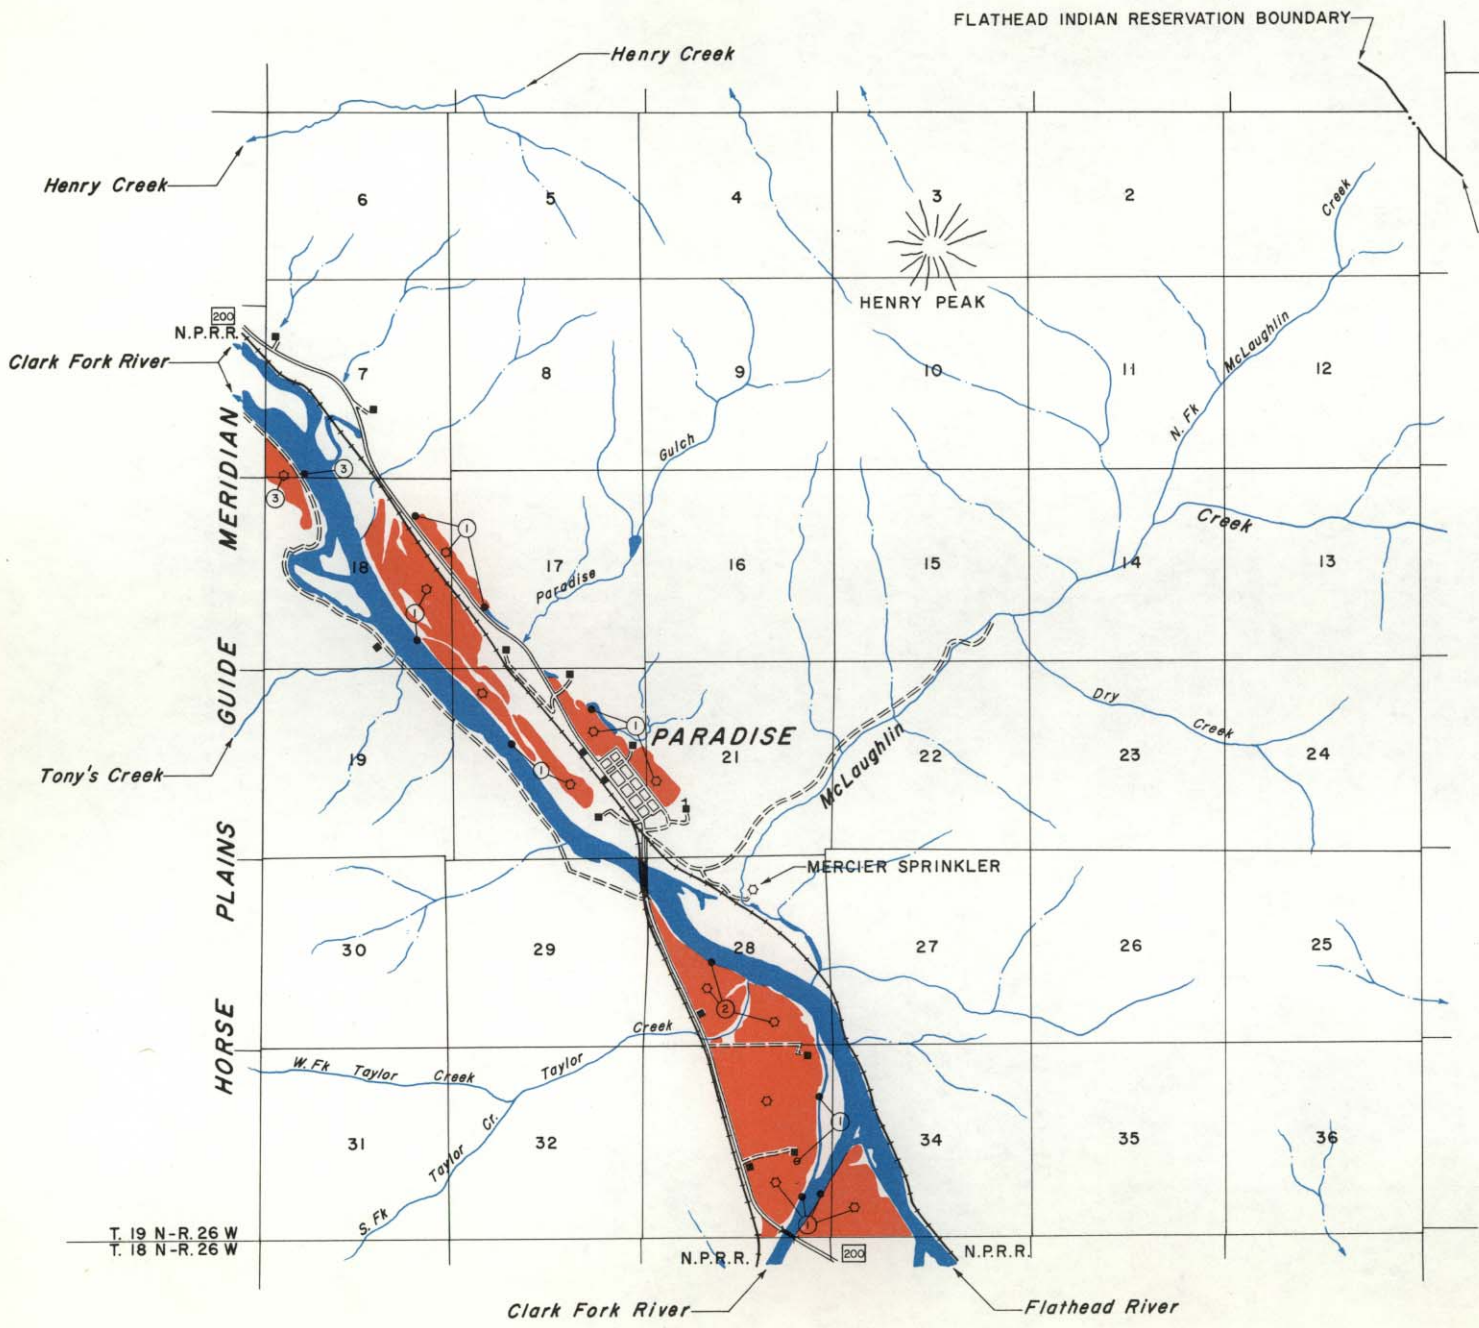 FLATHEAD INDIAN RESERVATION BOUNDARY
Henry Creek
Henry Creek
6
5
4
3
2
Creek
HENRY PEAK
200
N.P.R.R.
Clark Fork River
7
8
9
10
11
12
McLaughlin
N. Fk
Gulch
3
3
1
Creek
18
17
16
15
14
13
Paradise
1
MERIDIAN
GUIDE
PLAINS
HORSE
Dry
Creek
1
PARADISE
19
21
22
23
24
Tony's Creek
1
McLaughlin
MERCIER SPRINKLER
30
29
28
27
26
25
2
Creek
Taylor
W. Fk Taylor Creek
1
31
32
34
35
36
S. Fk Taylor Cr.
1
T. 19 N-R. 26 W
T. 18 N-R. 26 W
N.P.R.R.
200
N.P.R.R.
Clark Fork River
Flathead River